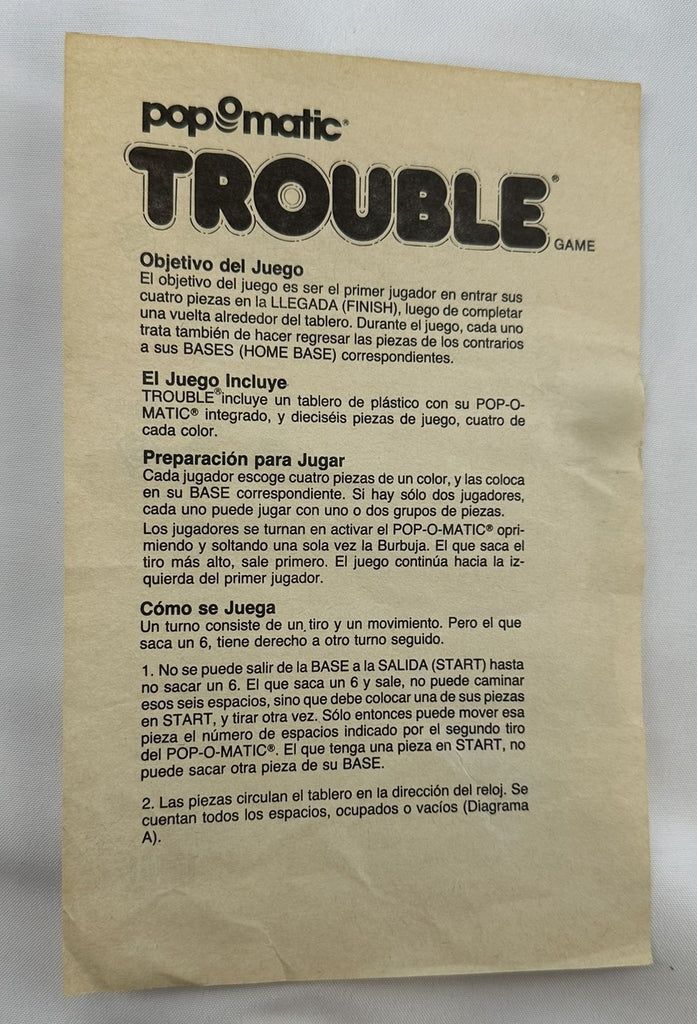 pop o matic®
TROUBLE®
GAME
Objetivo del Juego
El objetivo del juego es ser el primer jugador en entrar sus
cuatro piezas en la LLEGADA (FINISH), luego de completar
una vuelta alrededor del tablero. Durante el juego, cada uno
trata también de hacer regresar las piezas de los contrarios
a sus BASES (HOME BASE) correspondientes.
El Juego Incluye
TROUBLE® incluye un tablero de plástico con su POP-O-
MATIC® integrado, y dieciséis piezas de juego, cuatro de
cada color.
Preparación para Jugar
Cada jugador escoge cuatro piezas de un color, y las coloca
en su BASE correspondiente. Si hay sólo dos jugadores,
cada uno puede jugar con uno o dos grupos de piezas.
Los jugadores se turnan en activar el POP-O-MATIC® opri-
miendo y soltando una sola vez la Burbuja. El que saca el
tiro más alto, sale primero. El juego continúa hacia la iz-
quierda del primer jugador.
Cómo se Juega
Un turno consiste de un tiro y un movimiento. Pero el que
saca un 6, tiene derecho a otro turno seguido.
1. No se puede salir de la BASE a la SALIDA (START) hasta
no sacar un 6. El que saca un 6 y sale, no puede caminar
esos seis espacios, sino que debe colocar una de sus piezas
en START, y tirar otra vez. Sólo entonces puede mover esa
pieza el número de espacios indicado por el segundo tiro
del POP-O-MATIC®. El que tenga una pieza en START, no
puede sacar otra pieza de su BASE.
2. Las piezas circulan el tablero en la dirección del reloj. Se
cuentan todos los espacios, ocupados o vacíos (Diagrama
A).